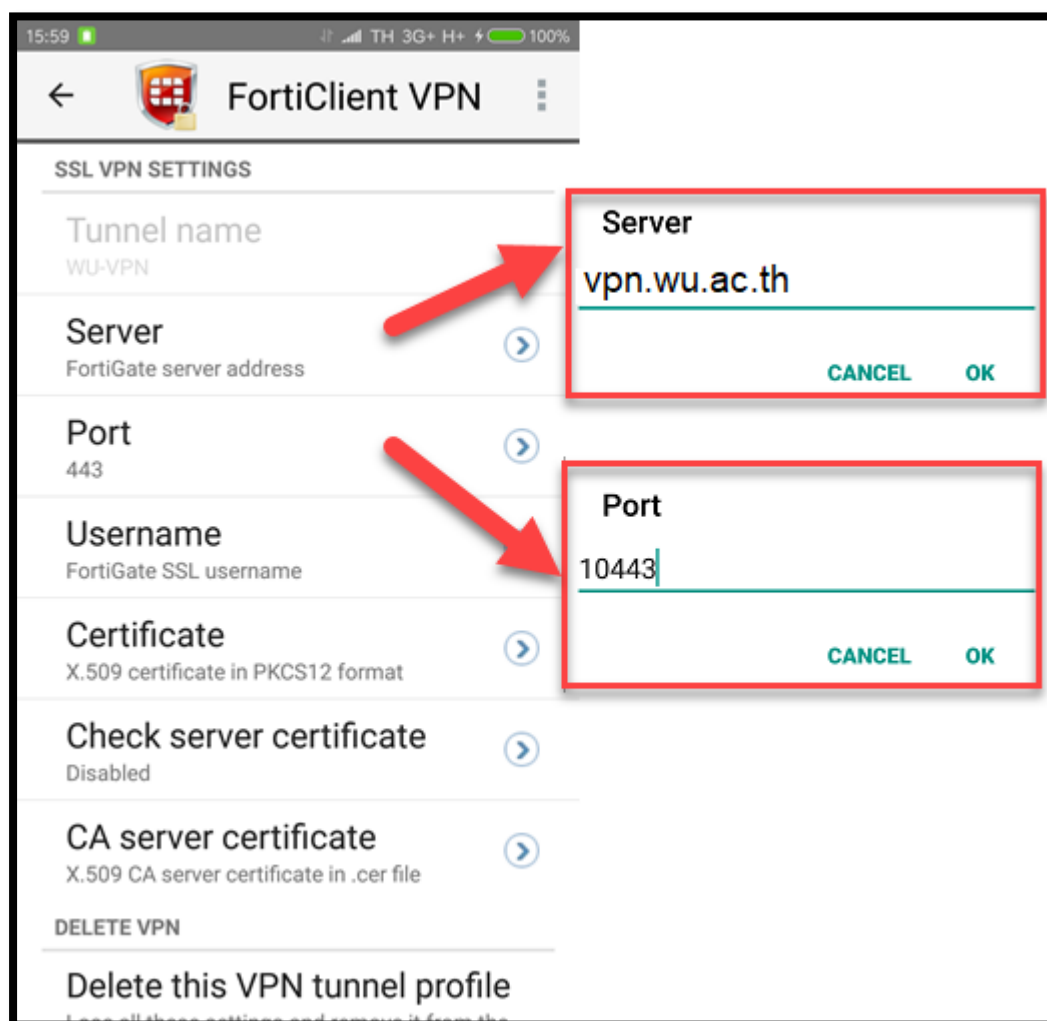 15:59 TH 3G+ H+ 100%
FortiClient VPN
SSL VPN SETTINGS
Tunnel name
WU-VPN
Server
FortiGate server address
Port
443
Username
FortiGate SSL username
Certificate
X.509 certificate in PKCS12 format
Check server certificate
Disabled
CA server certificate
X.509 CA server certificate in .cer file
DELETE VPN
Delete this VPN tunnel profile
Server
vpn.wu.ac.th
CANCEL OK
Port
10443
CANCEL OK